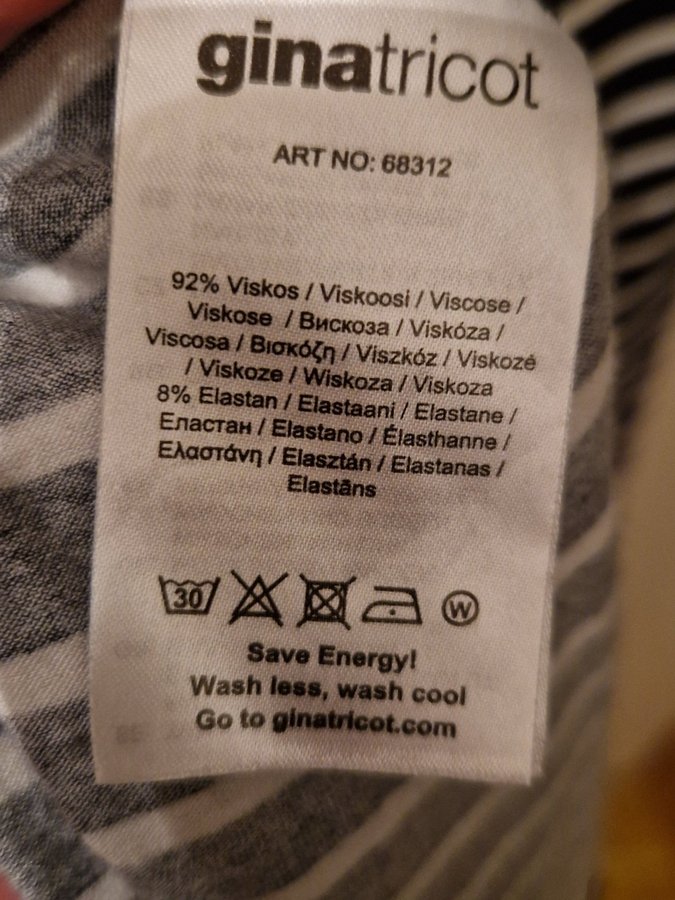 ginatricot
ART NO: 68312
92% Viskos / Viskoosi / Viscose /
Viskose / Вискоза / Viskóza /
Viscosa / Βισκόζη / Viszkóz / Viskozė
/ Viskoze / Wiskoza / Viskoza
8% Elastan / Elastaani / Elastane /
Еластан / Elastano / Élasthanne /
Ελαστάνη / Elasztán / Elastanas /
Elastāns
30 W
Save Energy!
Wash less, wash cool
Go to ginatricot.com